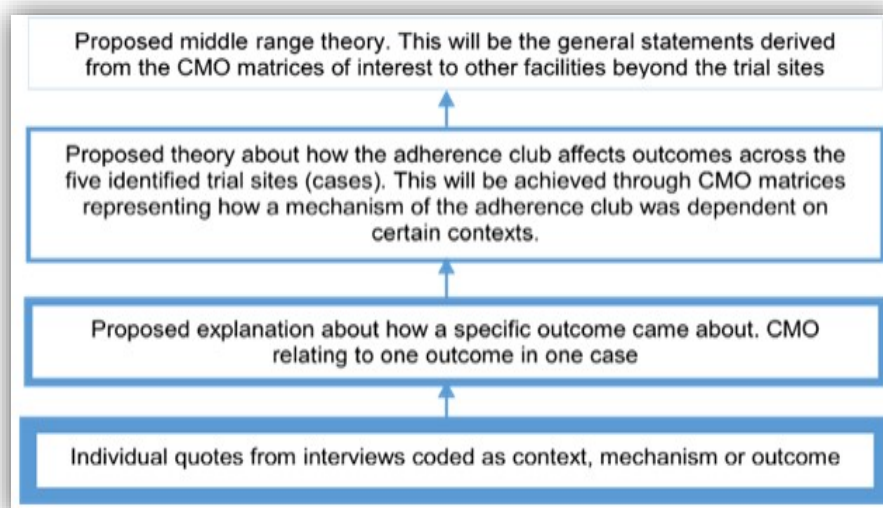 Proposed middle range theory. This will be the general statements derived
from the CMO matrices of interest to other facilities beyond the trial sites
Proposed theory about how the adherence club affects outcomes across the
five identified trial sites (cases). This will be achieved through CMO matrices
representing how a mechanism of the adherence club was dependent on
certain contexts.
Proposed explanation about how a specific outcome came about. CMO
relating to one outcome in one case
Individual quotes from interviews coded as context, mechanism or outcome